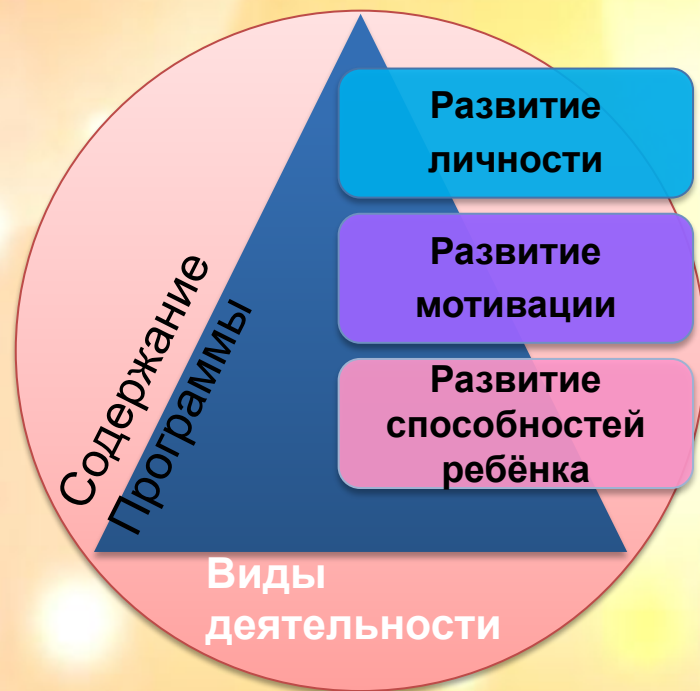 Развитие
личности
Развитие
мотивации
Развитие
способностей
ребёнка
Содержание
Программы
Виды
деятельности